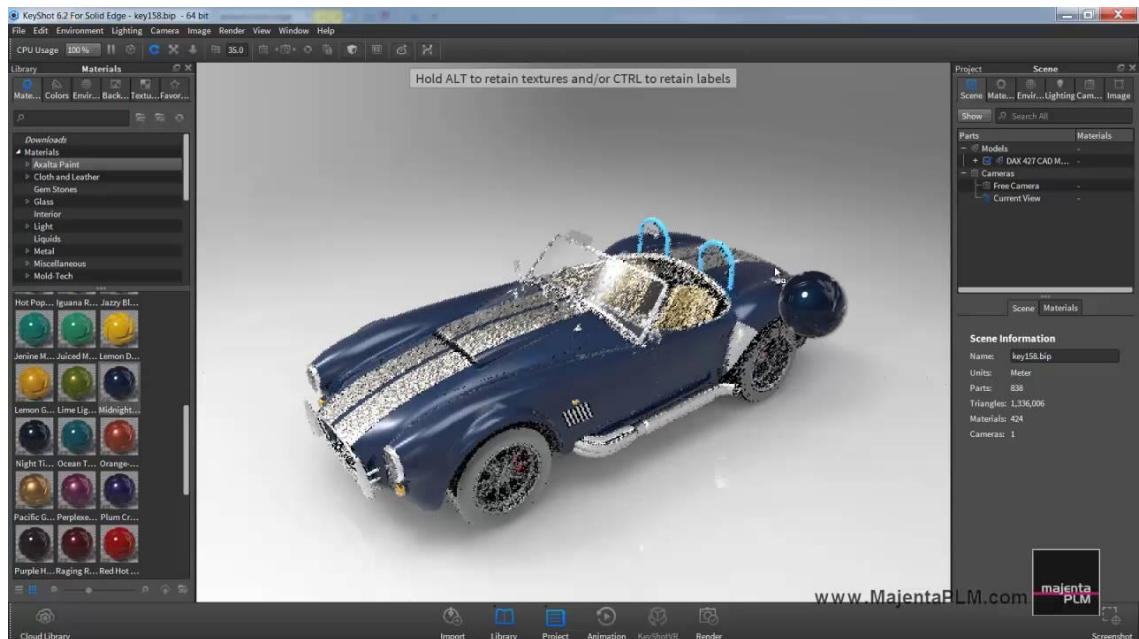 KeyShot 6.2 For Solid Edge - key158.bip - 64 bit
File Edit Environment Lighting Camera Image Render View Window Help
CPU Usage 100 % 35.0
Library Materials
Mate... Colors Envir... Back... Textu... Favor...
Downloads
Materials
Axalta Paint
Cloth and Leather
Gem Stones
Glass
Interior
Light
Liquids
Metal
Miscellaneous
Mold-Tech
Hot Pop... Iguana R... Jazzy Bl...
Jenine M... Juiced M... Lemon D...
Lemon G... Lime Lig... Midnight...
Night Ti... Ocean T... Orange-...
Pacific G... Perplexe... Plum Cr...
Purple H... Raging R... Red Hot ...
Cloud Library
Hold ALT to retain textures and/or CTRL to retain labels
Project Scene
Scene Mate... Envir... Lighting Cam... Image
Show Search All
Parts Materials
Models -
DAX 427 CAD M... -
Cameras -
Free Camera -
Current View -
Scene Materials
Scene Information
Name: key158.bip
Units: Meter
Parts: 838
Triangles: 1,336,006
Materials: 424
Cameras: 1
www.MajentaPLM.com
majenta
PLM
Import Library Project Animation KeyShotVR Render
Screenshot